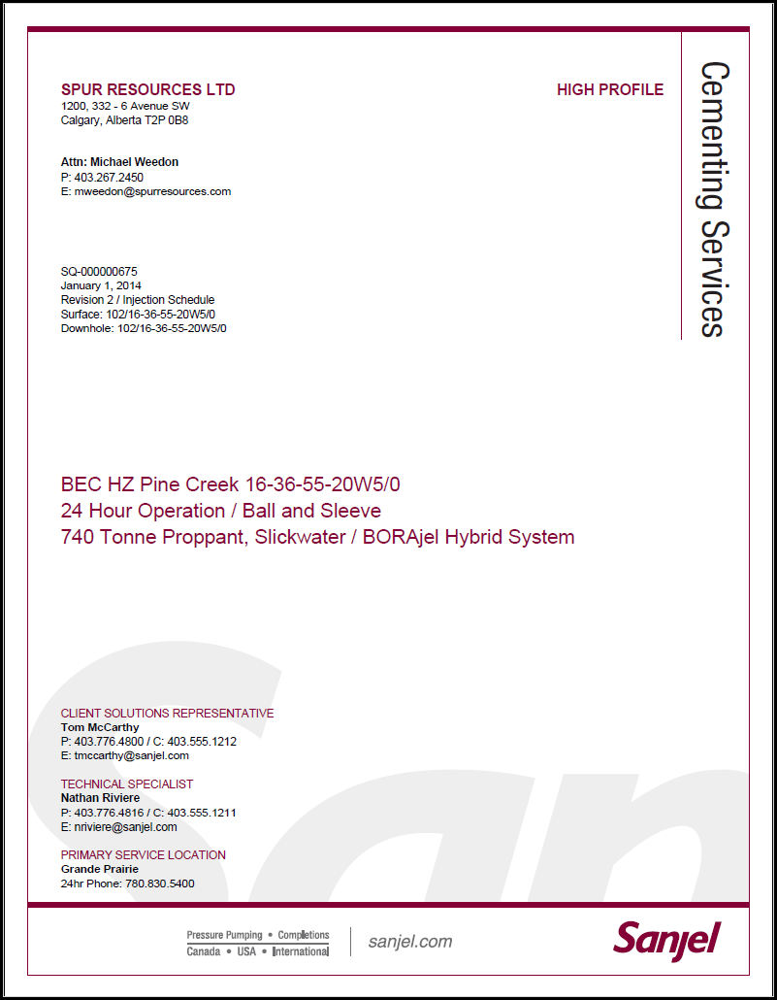 SPUR RESOURCES LTD
HIGH PROFILE
1200, 332 - 6 Avenue SW
Calgary, Alberta T2P 0B8
Attn: Michael Weedon
P: 403.267.2450
E: mweedon@spurresources.com
Cementing Services
SQ-000000675
January 1, 2014
Revision 2 / Injection Schedule
Surface: 102/16-36-55-20W5/0
Downhole: 102/16-36-55-20W5/0
BEC HZ Pine Creek 16-36-55-20W5/0
24 Hour Operation / Ball and Sleeve
740 Tonne Proppant, Slickwater / BORAjel Hybrid System
San
CLIENT SOLUTIONS REPRESENTATIVE
Tom McCarthy
P: 403.776.4800 / C: 403.555.1212
E: tmccarthy@sanjel.com
TECHNICAL SPECIALIST
Nathan Riviere
P: 403.776.4816 / C: 403.555.1211
E: nriviere@sanjel.com
PRIMARY SERVICE LOCATION
Grande Prairie
24hr Phone: 780.830.5400
Pressure Pumping • Completions
Canada • USA • International
sanjel.com
Sanjel